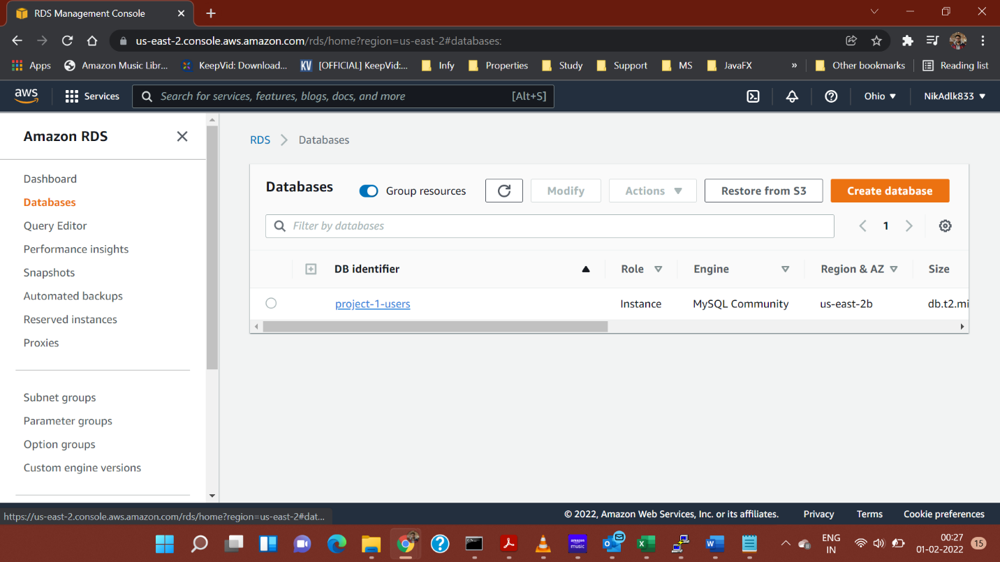 RDS Management Console
us-east-2.console.aws.amazon.com/rds/home?region=us-east-2#databases:
Apps Amazon Music Libr... KeepVid: Download... KV [OFFICIAL] KeepVid:... Infy Properties Study Support MS JavaFX » Other bookmarks Reading list
aws Services Search for services, features, blogs, docs, and more [Alt+S] Ohio NikAdlk833
Amazon RDS
Dashboard
Databases
Query Editor
Performance insights
Snapshots
Automated backups
Reserved instances
Proxies
Subnet groups
Parameter groups
Option groups
Custom engine versions
RDS Databases
Databases Group resources Modify Actions Restore from S3 Create database
Filter by databases 1
DB identifier Role Engine Region & AZ Size
project-1-users Instance MySQL Community us-east-2b db.t2.mi
https://us-east-2.console.aws.amazon.com/rds/home?region=us-east-2#dat...
© 2022, Amazon Web Services, Inc. or its affiliates. Privacy Terms Cookie preferences
amazon music
ENG
IN
00:27
01-02-2022
15